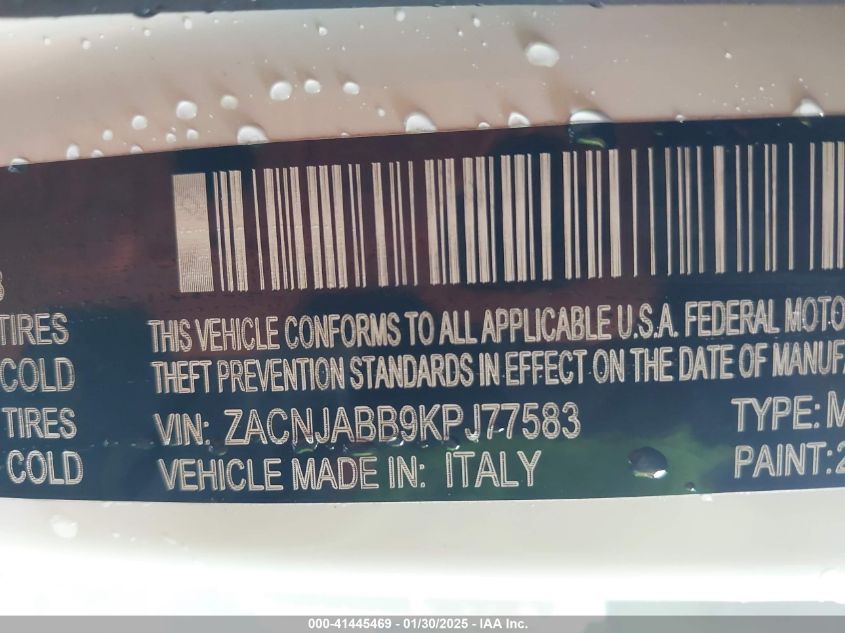 TIRES
COLD
TIRES
COLD
THIS VEHICLE CONFORMS TO ALL APPLICABLE U.S.A. FEDERAL MOTO
THEFT PREVENTION STANDARDS IN EFFECT ON THE DATE OF MANUF
VIN: ZACNJABB9KPJ77583 TYPE: M
VEHICLE MADE IN: ITALY PAINT: 2
000-41445469 - 01/30/2025 - IAA Inc.